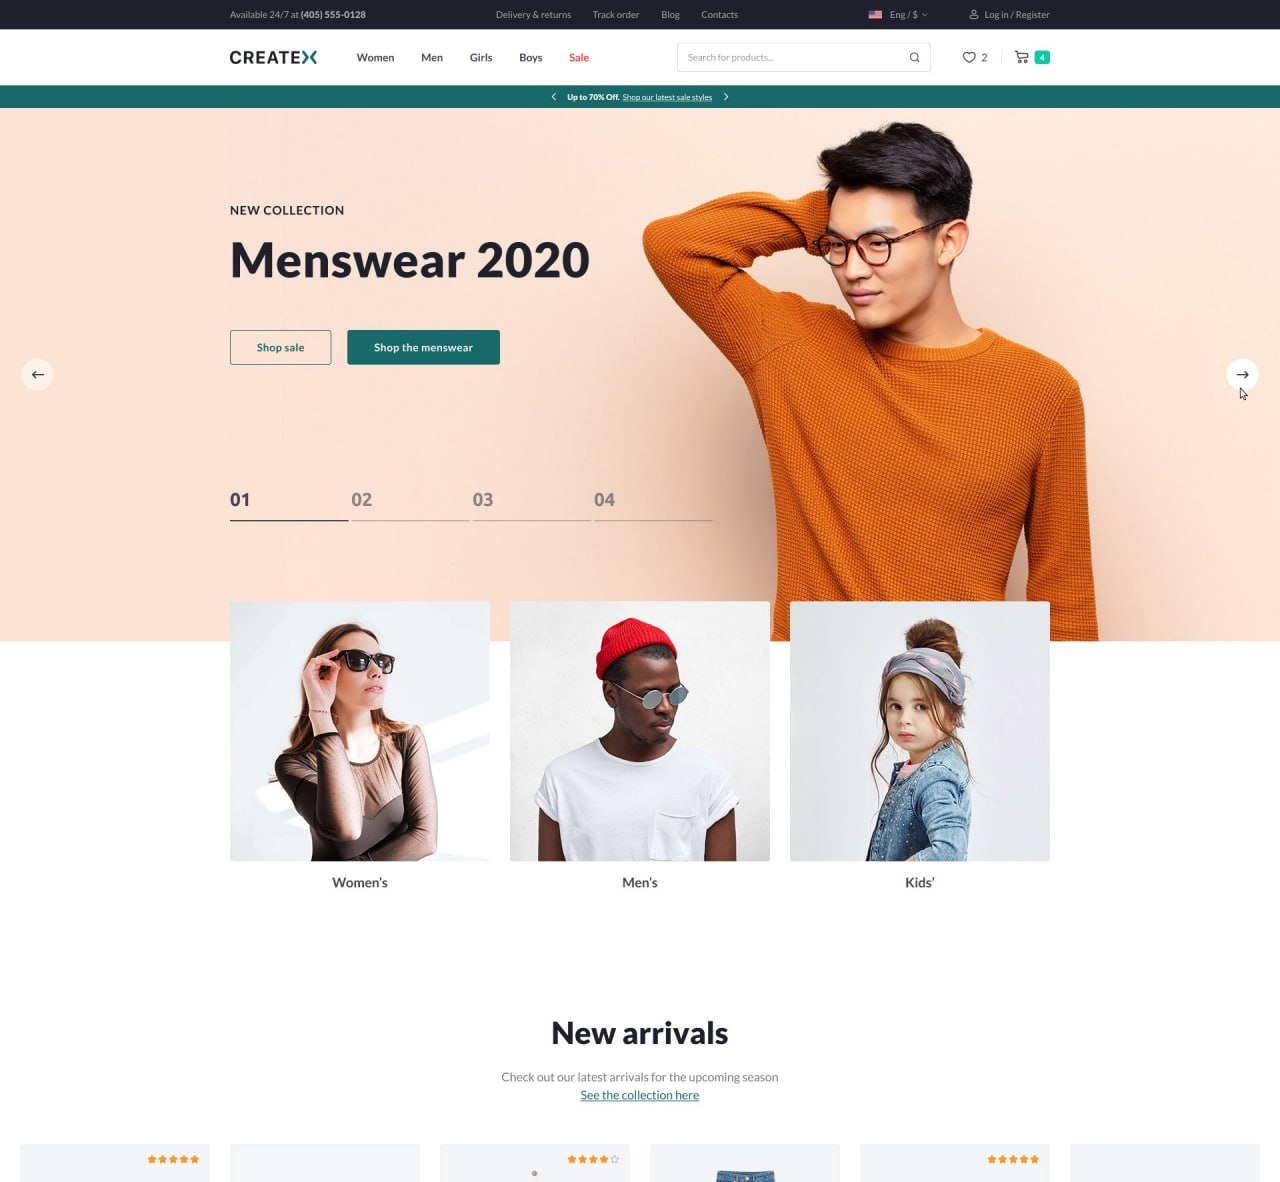 Available 24/7 at (405) 555-0128
Delivery & returns
Track order
Blog
Contacts
Eng / $
Log in / Register
CREATEX
Women
Men
Girls
Boys
Sale
Search for products...
2
4
Up to 70% Off. Shop our latest sale styles
NEW COLLECTION
Menswear 2020
Shop sale
Shop the menswear
01
02
03
04
Women’s
Men’s
Kids’
New arrivals
Check out our latest arrivals for the upcoming season
See the collection here